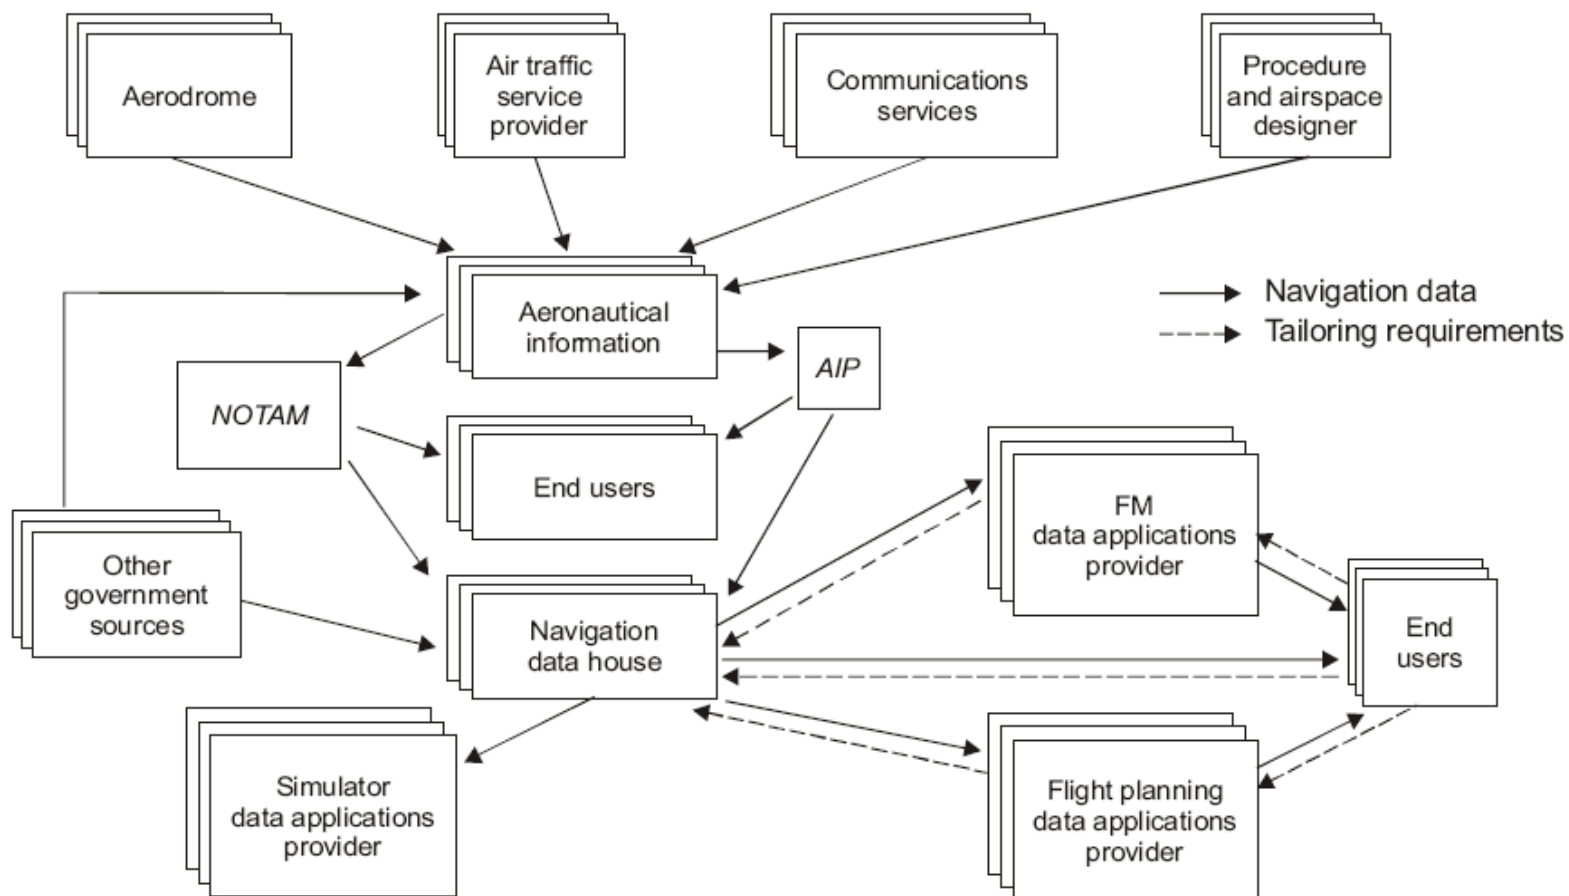 Aerodrome
Air traffic
service
provider
Communications
services
Procedure
and airspace
designer
Aeronautical
information
Navigation data
Tailoring requirements
AIP
NOTAM
End users
FM
data applications
provider
Other
government
sources
Navigation
data house
End
users
Simulator
data applications
provider
Flight planning
data applications
provider